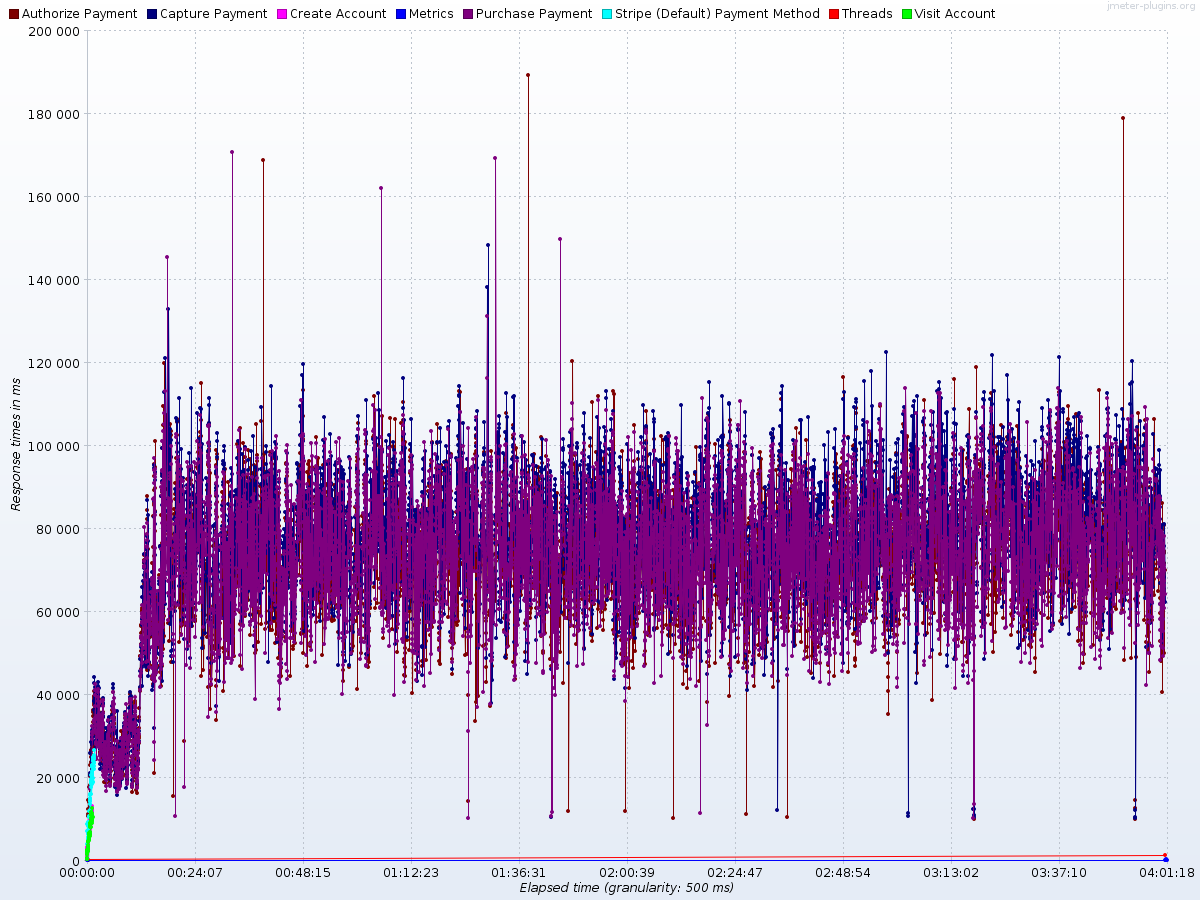 jmeter-plugins.org
Authorize Payment Capture Payment Create Account Metrics Purchase Payment Stripe (Default) Payment Method Threads Visit Account
200 000
180 000
160 000
140 000
120 000
100 000
80 000
60 000
40 000
20 000
0
Response times in ms
00:00:00 00:24:07 00:48:15 01:12:23 01:36:31 02:00:39 02:24:47 02:48:54 03:13:02 03:37:10 04:01:18
Elapsed time (granularity: 500 ms)